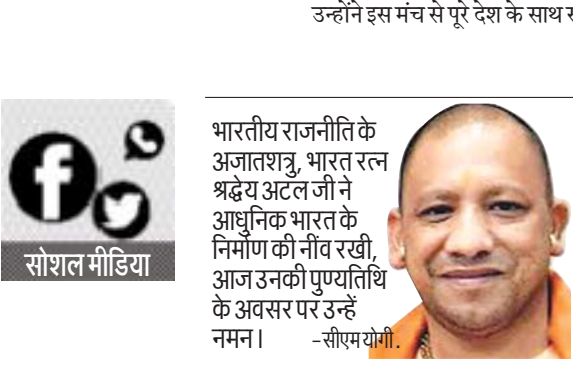 उन्होंने इस मंच से पूरे देश के साथ
सोशल मीडिया
भारतीय राजनीति के
अजातशत्रु, भारत रत्न
श्रद्धेय अटल जी ने
आधुनिक भारत के
निर्माण की नींव रखी,
आज उनकी पुण्यतिथि
के अवसर पर उन्हें
नमन। -सीएम योगी.